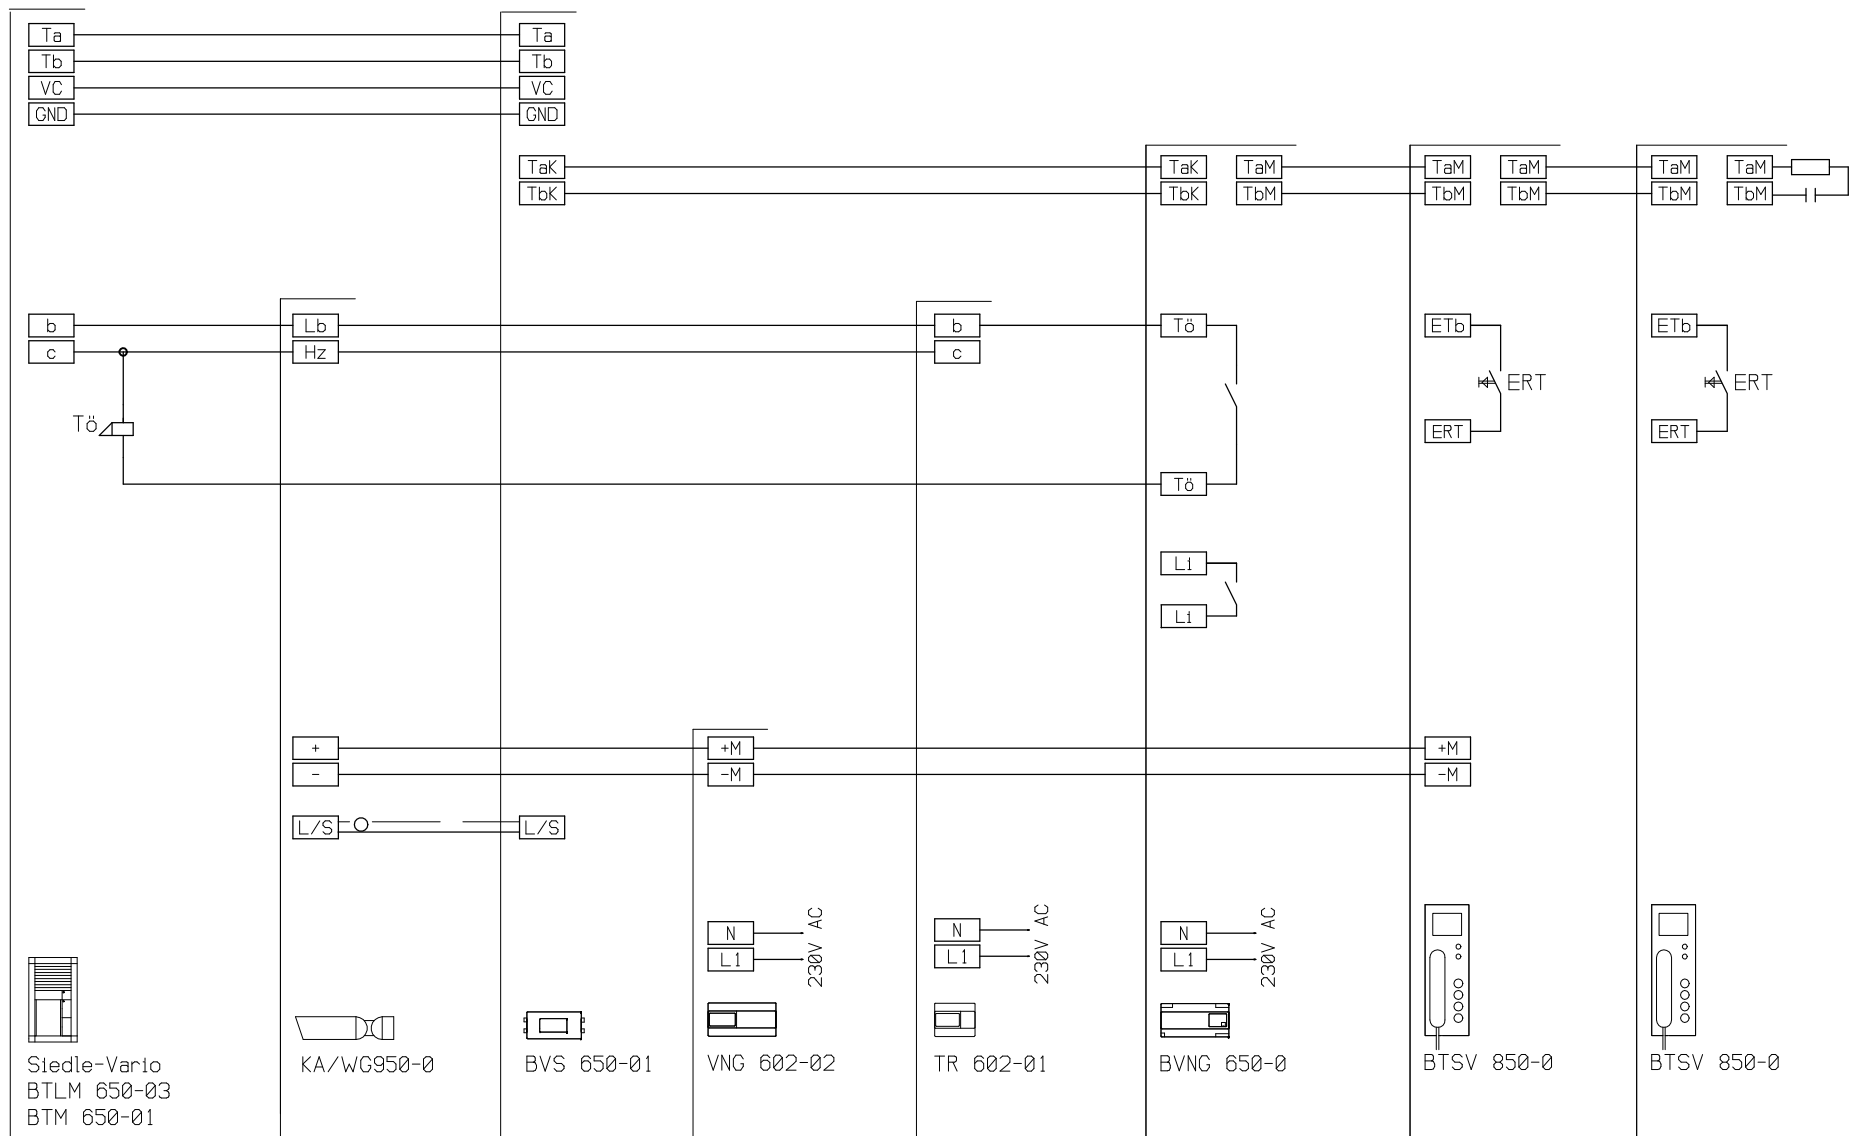 Ta Ta
Tb Tb
VC VC
GND GND
TaK TaK TaM TaM TaM TaM TaM
TbK TbK TbM TbM TbM TbM TbM
b Lb b Tö ETb ETb
c Hz c
ERT ERT
Tö ERT ERT
Tö
Li
Li
+ +M +M
- -M -M
L/S L/S
N N N
L1 L1 L1
230V AC 230V AC 230V AC
Siedle-Vario KA/WG950-0 BVS 650-01 VNG 602-02 TR 602-01 BVNG 650-0 BTSV 850-0 BTSV 850-0
BTLM 650-03
BTM 650-01